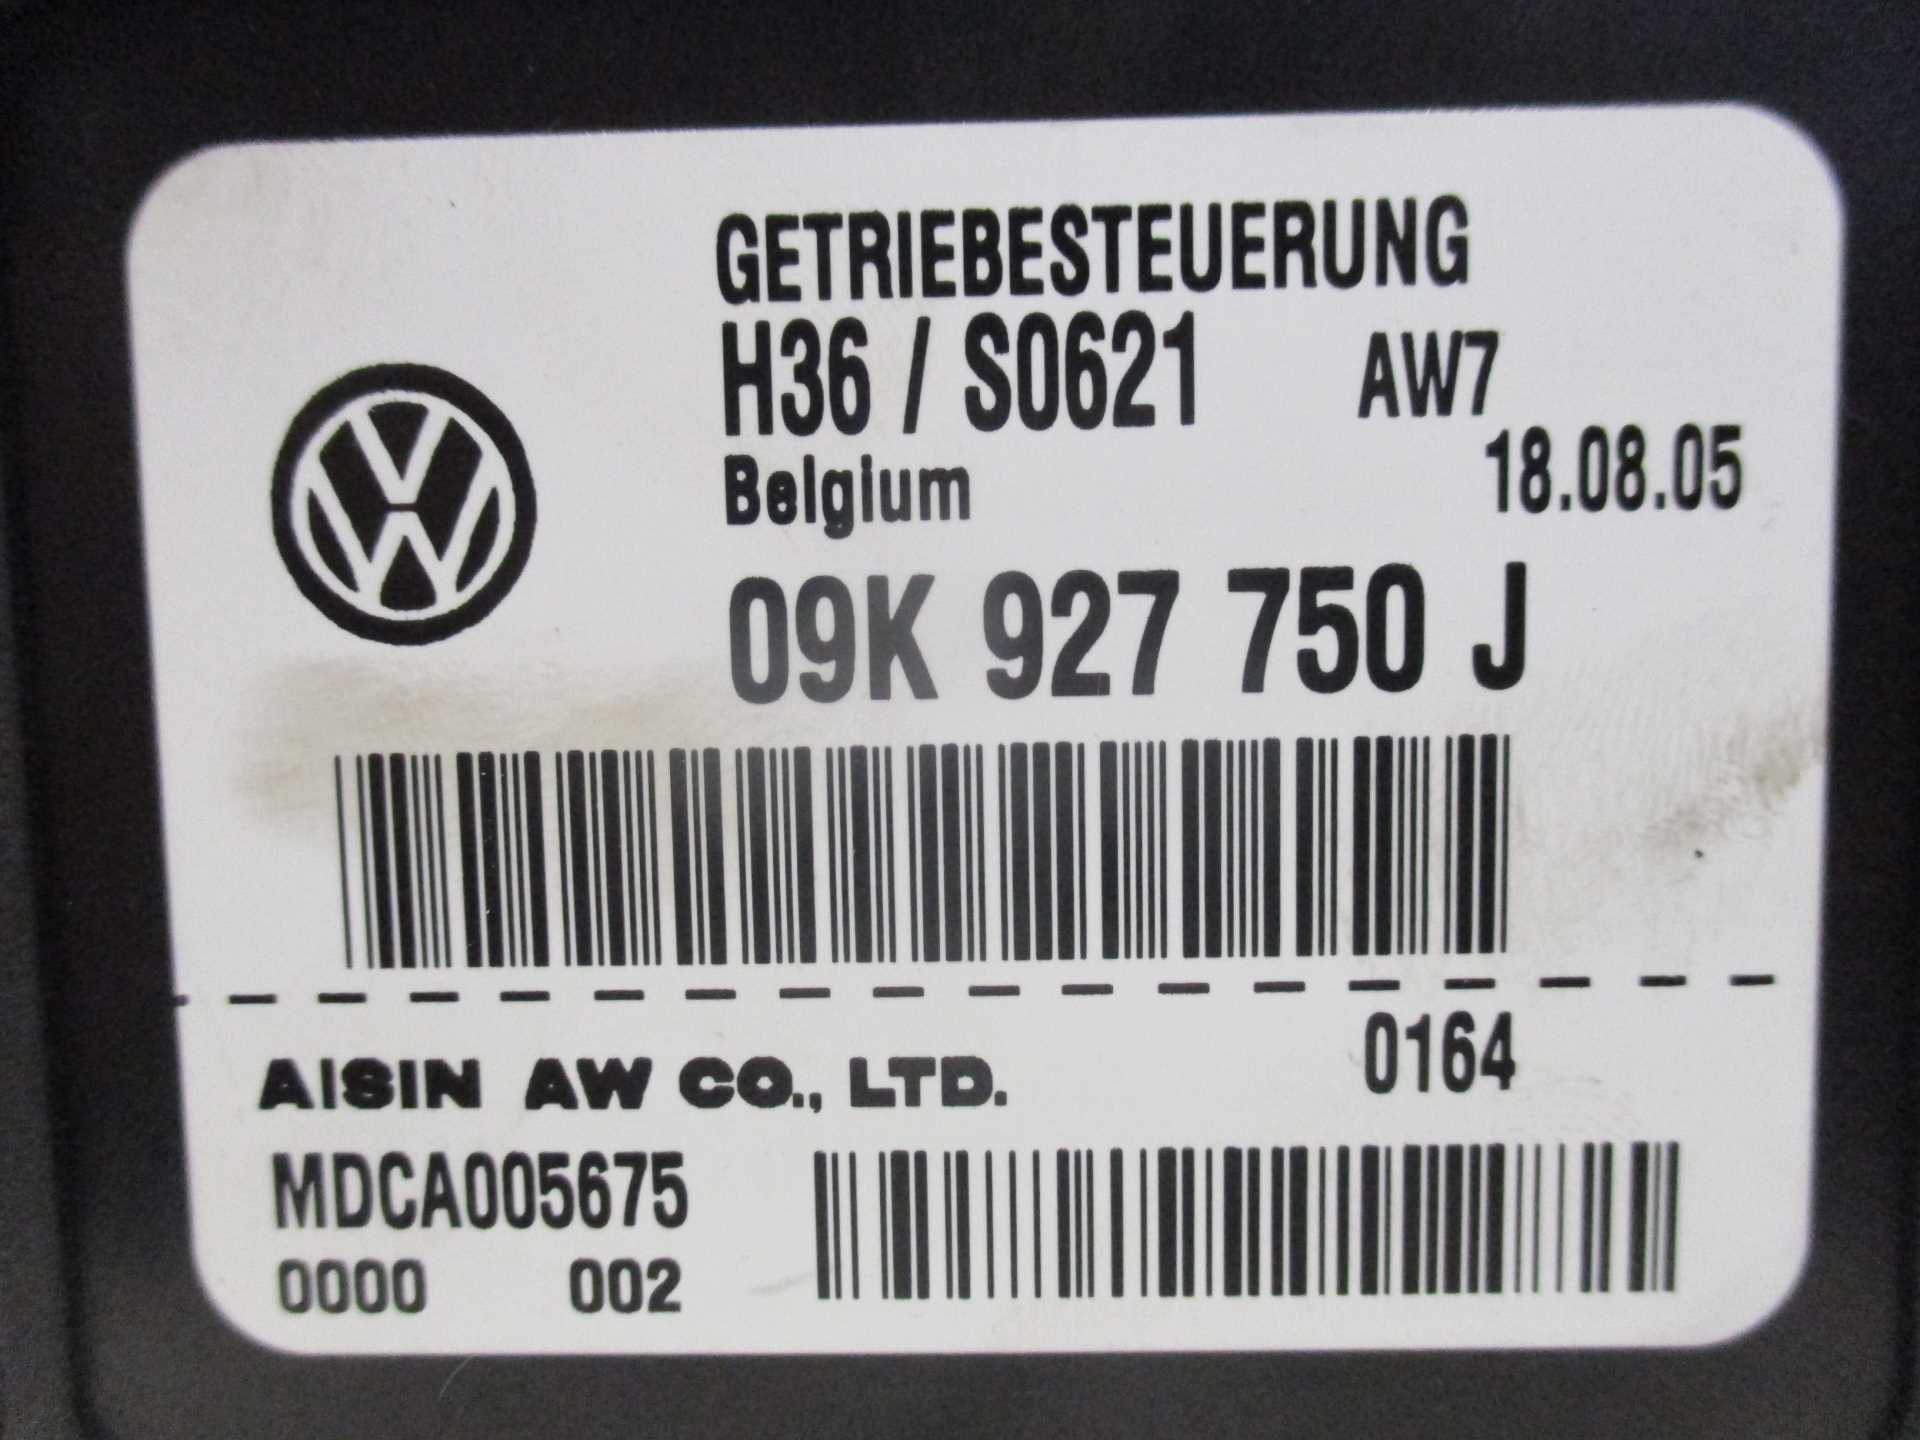 GETRIEBESTEUERUNG
H36 / S0621 AW7
Belgium 18.08.05
09K 927 750 J
0164
AISIN AW CO., LTD.
MDCA005675
0000 002